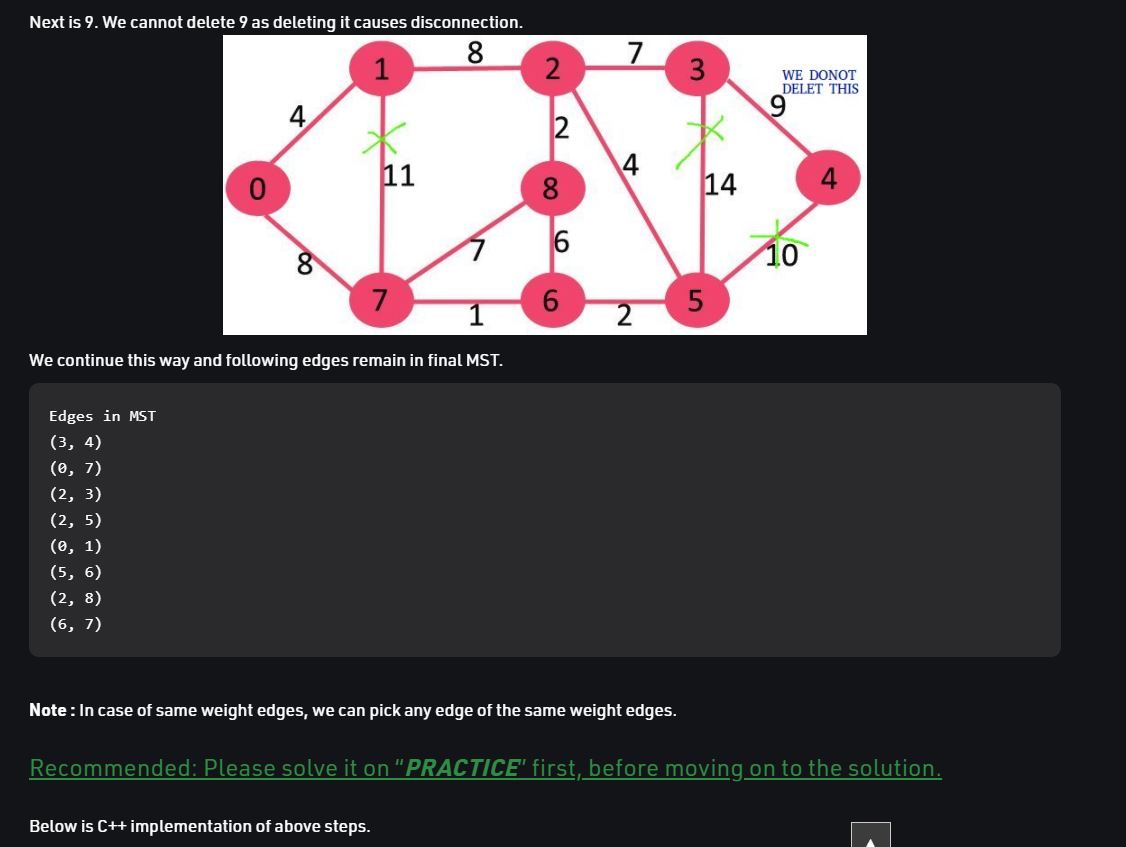 Next is 9. We cannot delete 9 as deleting it causes disconnection.
1 8 2 7 3
WE DONOT
DELET THIS
9
4
2
4
11
14
0
8
4
6
7
8
10
7
1
6
2
5
We continue this way and following edges remain in final MST.
Edges in MST
(3, 4)
(0, 7)
(2, 3)
(2, 5)
(0, 1)
(5, 6)
(2, 8)
(6, 7)
Note : In case of same weight edges, we can pick any edge of the same weight edges.
Recommended: Please solve it on “PRACTICE” first, before moving on to the solution.
Below is C++ implementation of above steps.